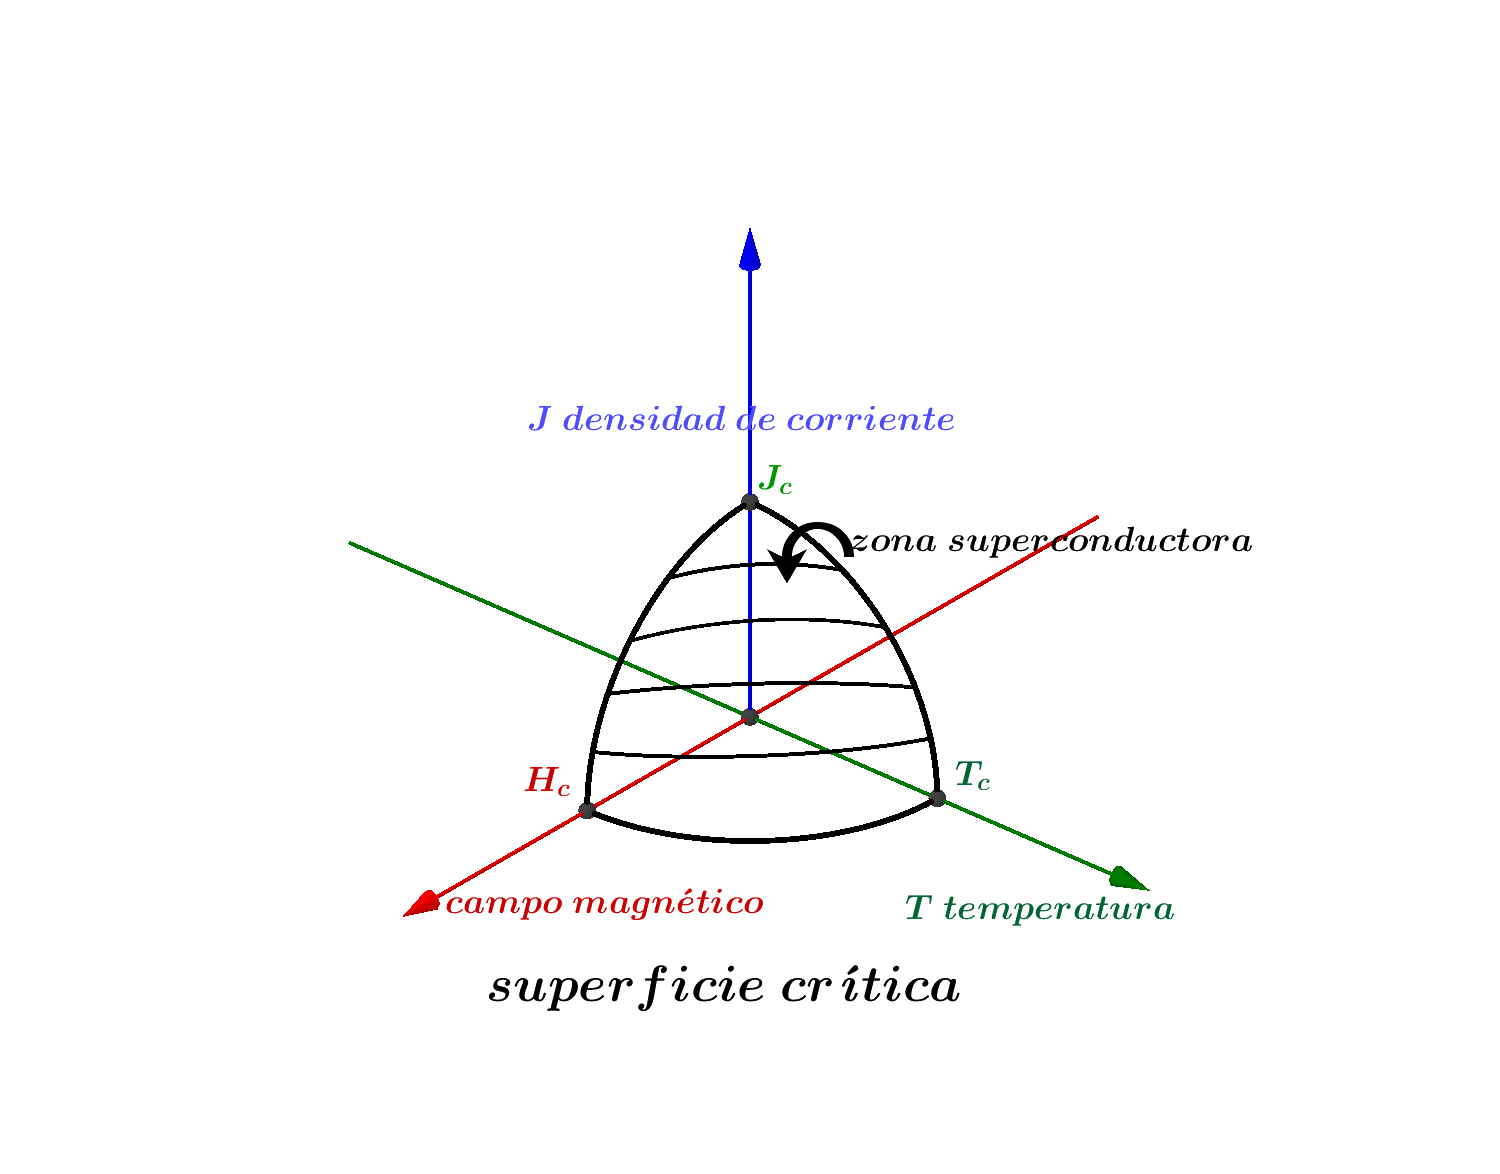 J densidad de corriente
J_c
zona superconductora
H_c
T_c
campo magnético
T temperatura
superficie crítica